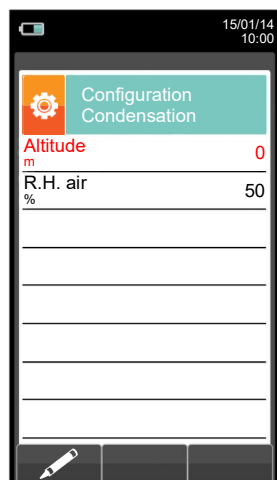 15/01/14
10:00
Configuration
Condensation
Altitude
m
0
R.H. air
%
50